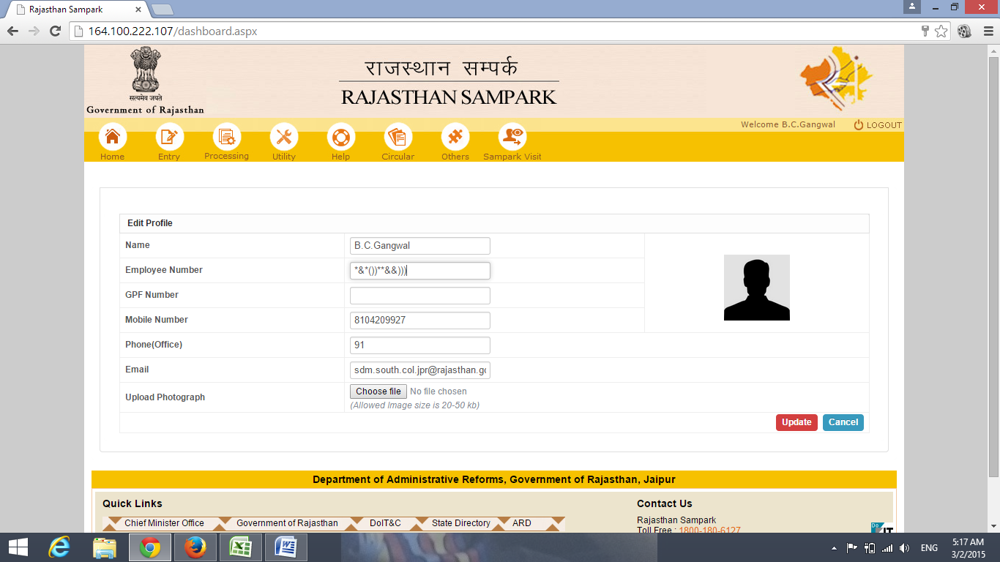 Rajasthan Sampark
164.100.222.107/dashboard.aspx
सत्यमेव जयते
Government of Rajasthan
राजस्थान सम्पर्क
RAJASTHAN SAMPARK
Welcome B.C.Gangwal LOGOUT
Home Entry Processing Utility Help Circular Others Sampark Visit
Edit Profile
Name B.C.Gangwal
Employee Number *&*())**&&)))
GPF Number
Mobile Number 8104209927
Phone(Office) 91
Email sdm.south.col.jpr@rajasthan.go
Upload Photograph Choose file No file chosen
(Allowed Image size is 20-50 kb)
Update Cancel
Department of Administrative Reforms, Government of Rajasthan, Jaipur
Quick Links
Chief Minister Office Government of Rajasthan DoIT&C State Directory ARD
Contact Us
Rajasthan Sampark
Toll Free : 1800-180-6127
Do IT
ENG
5:17 AM
3/2/2015